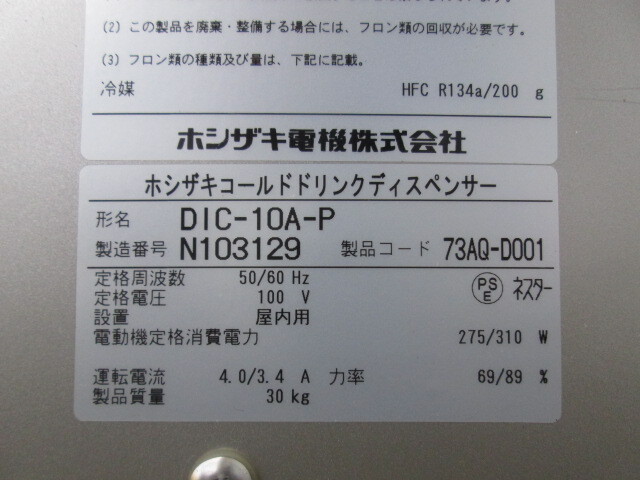 (2) この製品を廃棄・整備する場合には、フロン類の回収が必要です。
(3) フロン類の種類及び量は、下記に記載。
冷媒 HFC R134a/200 g
ホシザキ電機株式会社
ホシザキコールドドリンクディスペンサー
形名 DIC-10A-P
製造番号 N103129 製品コード 73AQ-D001
定格周波数 50/60 Hz
定格電圧 100 V PSE ネスター
設置 屋内用
電動機定格消費電力 275/310 W
運転電流 4.0/3.4 A 力率 69/89 %
製品質量 30 kg